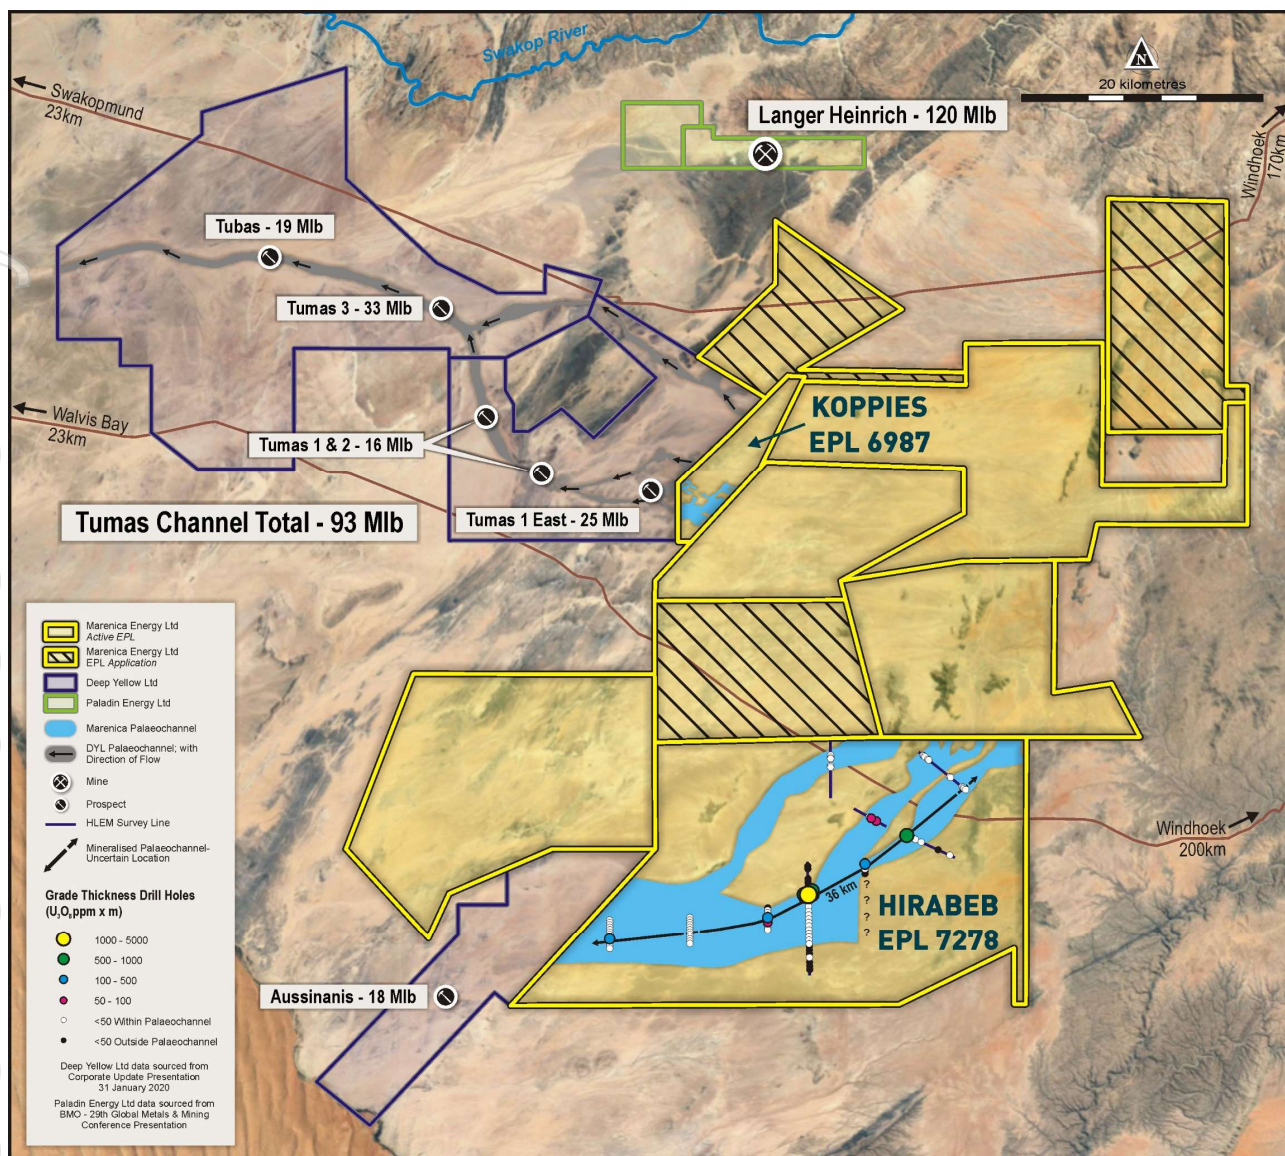 Swakop River
N
20 kilometres
Swakopmund
23km
Langer Heinrich - 120 Mlb
Windhoek
170km
Tubas - 19 Mlb
Tumas 3 - 33 Mlb
KOPPIES
EPL 6987
Walvis Bay
23km
Tumas 1 & 2 - 16 Mlb
Tumas 1 East - 25 Mlb
Tumas Channel Total - 93 Mlb
Marenica Energy Ltd
Active EPL
Marenica Energy Ltd
EPL Application
Deep Yellow Ltd
Paladin Energy Ltd
Marenica Palaeochannel
DYL Palaeochannel; with
Direction of Flow
Mine
Prospect
HLEM Survey Line
Mineralised Palaeochannel-
Uncertain Location
Grade Thickness Drill Holes
(U₃O₈ppm x m)
1000 - 5000
500 - 1000
100 - 500
50 - 100
<50 Within Palaeochannel
<50 Outside Palaeochannel
Deep Yellow Ltd data sourced from
Corporate Update Presentation
31 January 2020
Paladin Energy Ltd data sourced from
BMO - 29th Global Metals & Mining
Conference Presentation
Windhoek
200km
36 km
?
?
?
?
HIRABEB
EPL 7278
Aussinanis - 18 Mlb